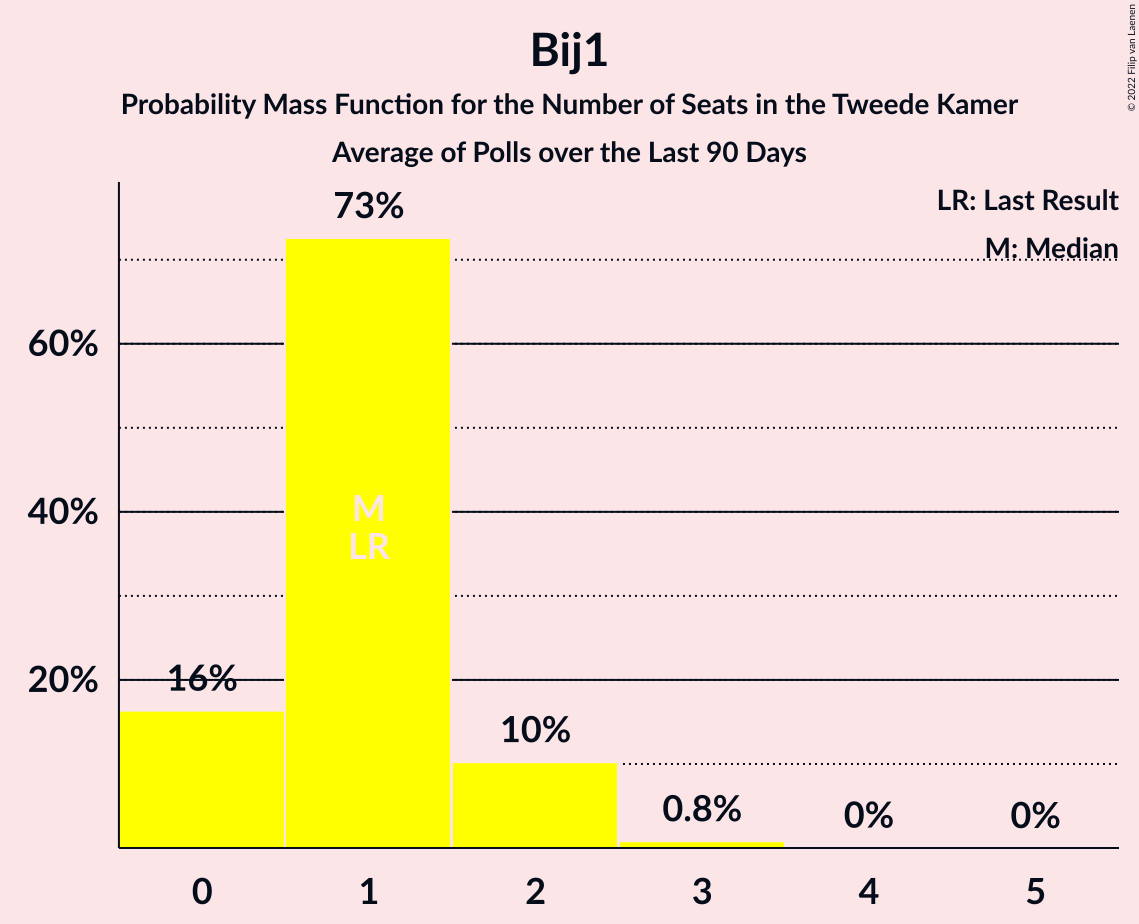 Bij1
Probability Mass Function for the Number of Seats in the Tweede Kamer
Average of Polls over the Last 90 Days
© 2022 Filip van Laenen
LR: Last Result
M: Median
73%
60%
40%
M
LR
20%
16%
10%
0.8%
0%
0%
0
1
2
3
4
5